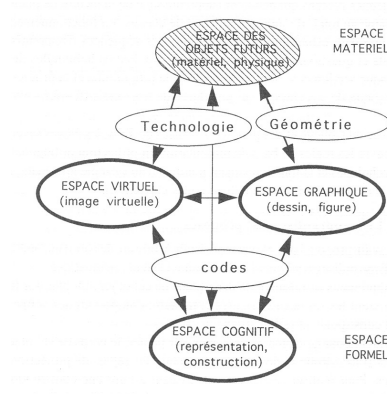 ESPACE DES
OBJETS FUTURS
(matériel, physique)
ESPACE
MATERIEL
Technologie
Géométrie
ESPACE VIRTUEL
(image virtuelle)
ESPACE GRAPHIQUE
(dessin, figure)
codes
ESPACE COGNITIF
(représentation,
construction)
ESPACE
FORMEL